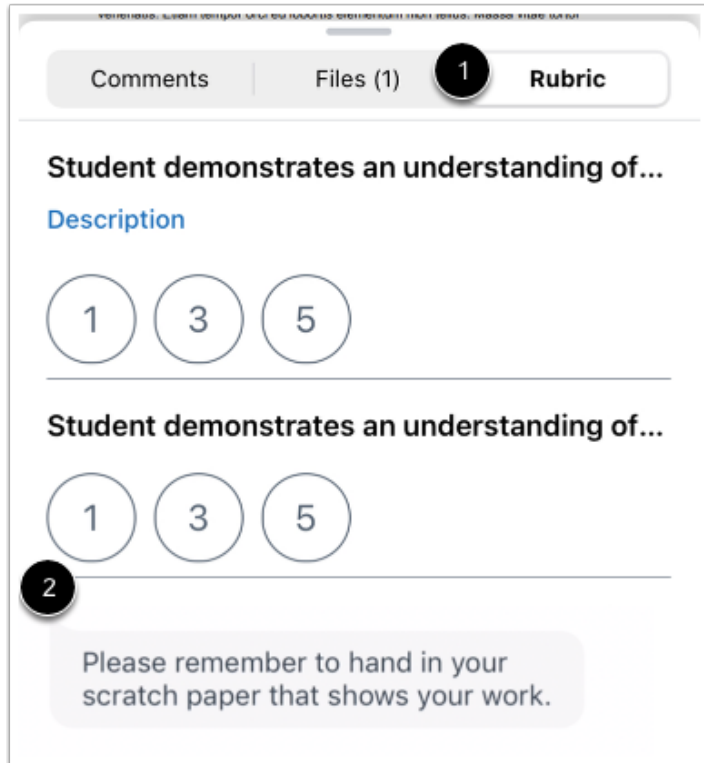 Comments Files (1) 1 Rubric
Student demonstrates an understanding of...
Description
1 3 5
Student demonstrates an understanding of...
1 3 5
2
Please remember to hand in your
scratch paper that shows your work.